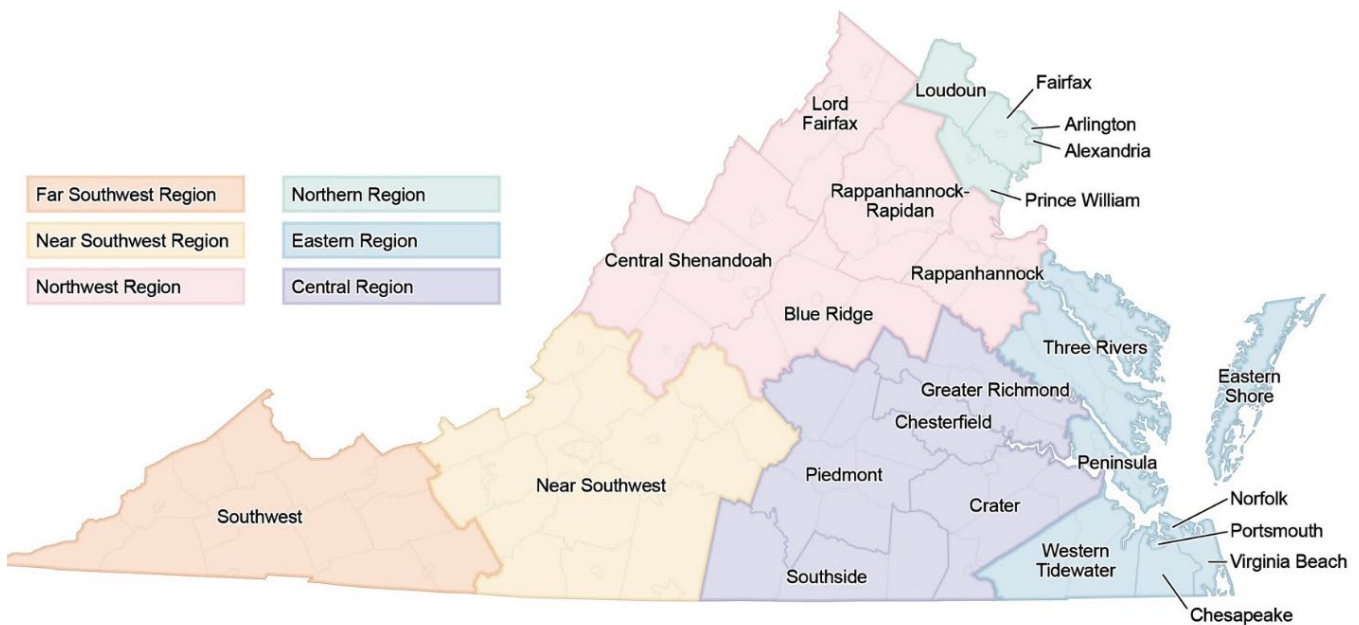 Far Southwest Region
Near Southwest Region
Northwest Region
Northern Region
Eastern Region
Central Region
Loudoun
Fairfax
Arlington
Alexandria
Prince William
Lord
Fairfax
Rappanhannock-
Rapidan
Central Shenandoah
Rappanhannock
Blue Ridge
Three Rivers
Eastern
Shore
Greater Richmond
Chesterfield
Peninsula
Piedmont
Near Southwest
Crater
Southwest
Norfolk
Portsmouth
Virginia Beach
Western
Tidewater
Southside
Chesapeake